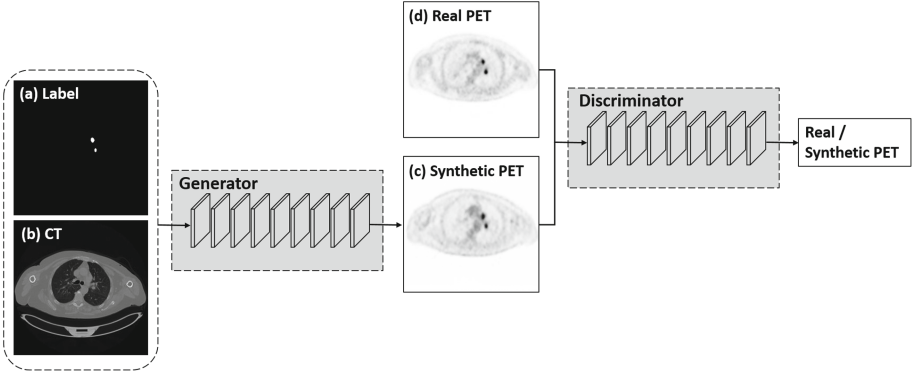 (a) Label
(b) CT
Generator
(d) Real PET
(c) Synthetic PET
Discriminator
Real /
Synthetic PET